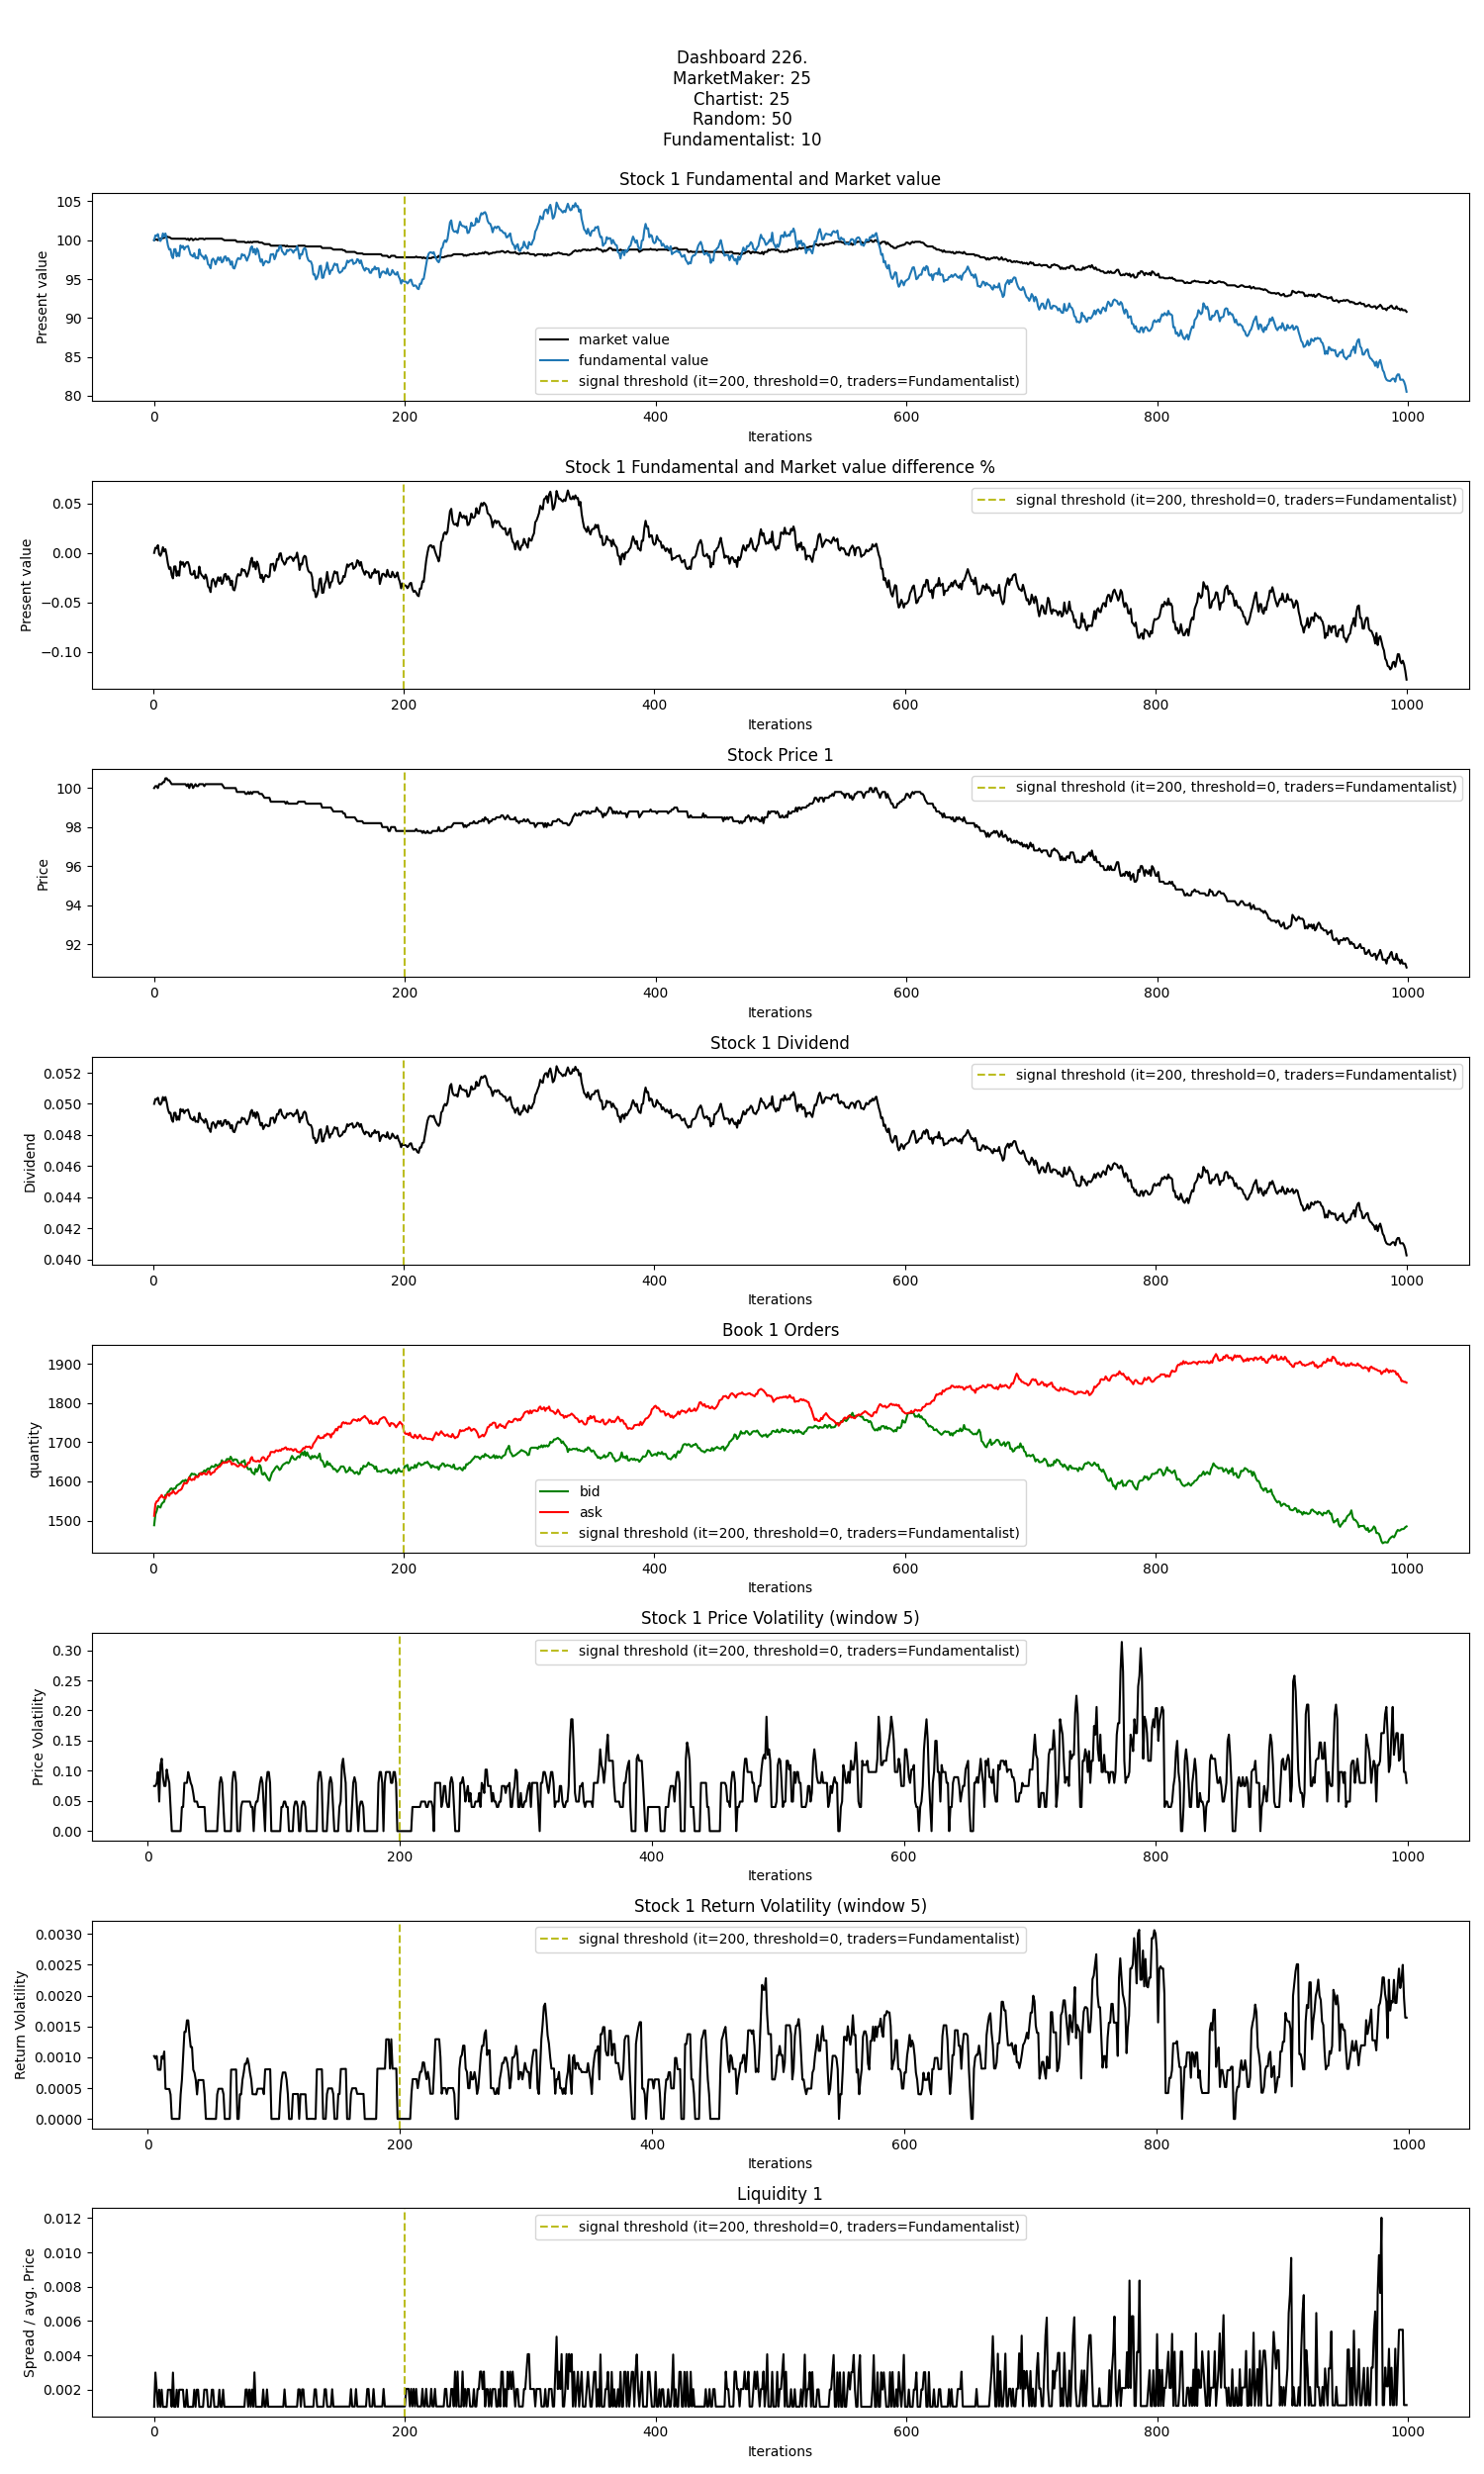 Dashboard 226.
MarketMaker: 25
Chartist: 25
Random: 50
Fundamentalist: 10
Stock 1 Fundamental and Market value
105
100
95
90
85
80
Present value
market value
fundamental value
signal threshold (it=200, threshold=0, traders=Fundamentalist)
0 200 400 600 800 1000
Iterations
Stock 1 Fundamental and Market value difference %
0.05
0.00
−0.05
−0.10
Present value
signal threshold (it=200, threshold=0, traders=Fundamentalist)
0 200 400 600 800 1000
Iterations
Stock Price 1
100
98
96
94
92
Price
signal threshold (it=200, threshold=0, traders=Fundamentalist)
0 200 400 600 800 1000
Iterations
Stock 1 Dividend
0.052
0.050
0.048
0.046
0.044
0.042
0.040
Dividend
signal threshold (it=200, threshold=0, traders=Fundamentalist)
0 200 400 600 800 1000
Iterations
Book 1 Orders
1900
1800
1700
1600
1500
quantity
bid
ask
signal threshold (it=200, threshold=0, traders=Fundamentalist)
0 200 400 600 800 1000
Iterations
Stock 1 Price Volatility (window 5)
0.30
0.25
0.20
0.15
0.10
0.05
0.00
Price Volatility
signal threshold (it=200, threshold=0, traders=Fundamentalist)
0 200 400 600 800 1000
Iterations
Stock 1 Return Volatility (window 5)
0.0030
0.0025
0.0020
0.0015
0.0010
0.0005
0.0000
Return Volatility
signal threshold (it=200, threshold=0, traders=Fundamentalist)
0 200 400 600 800 1000
Iterations
Liquidity 1
0.012
0.010
0.008
0.006
0.004
0.002
Spread / avg. Price
signal threshold (it=200, threshold=0, traders=Fundamentalist)
0 200 400 600 800 1000
Iterations